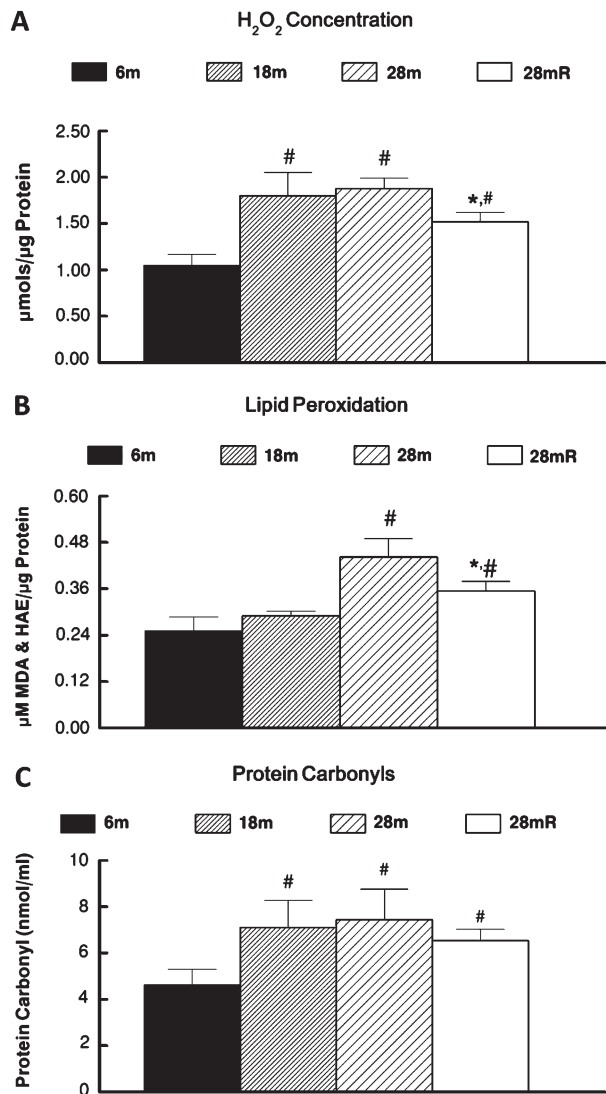 A
H₂O₂ Concentration
6m 18m 28m 28mR
µmols/µg Protein
2.50
2.00
1.50
1.00
0.50
0.00
# # *,#
B
Lipid Peroxidation
6m 18m 28m 28mR
µM MDA & HAE/µg Protein
0.60
0.48
0.36
0.24
0.12
0.00
# *,#
C
Protein Carbonyls
6m 18m 28m 28mR
Protein Carbonyl (nmol/ml)
10
8
6
4
2
0
# # #